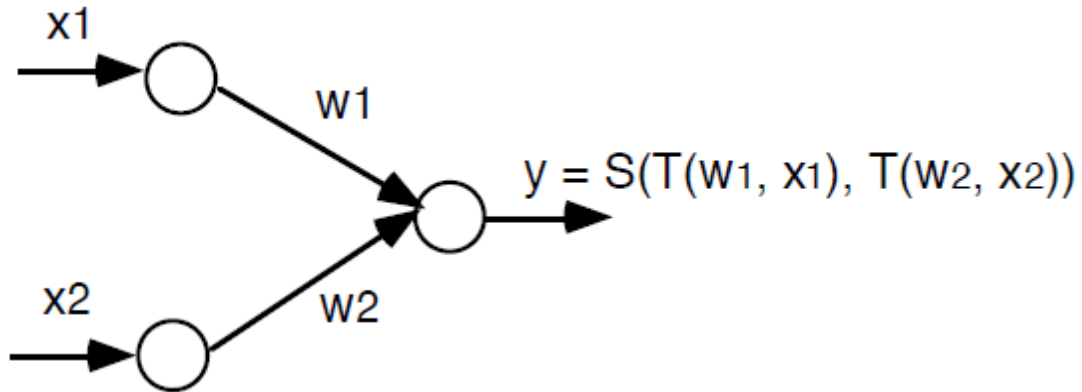 x1
w1
y = S(T(w1, x1), T(w2, x2))
x2
w2